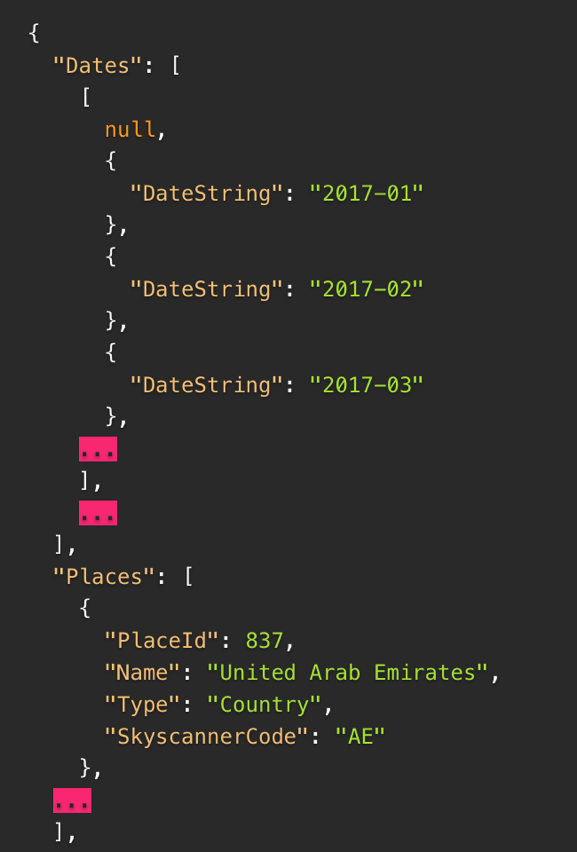 {
"Dates": [
[
null,
{
"DateString": "2017-01"
},
{
"DateString": "2017-02"
},
{
"DateString": "2017-03"
},
...
],
...
],
"Places": [
{
"PlaceId": 837,
"Name": "United Arab Emirates",
"Type": "Country",
"SkyscannerCode": "AE"
},
...
],